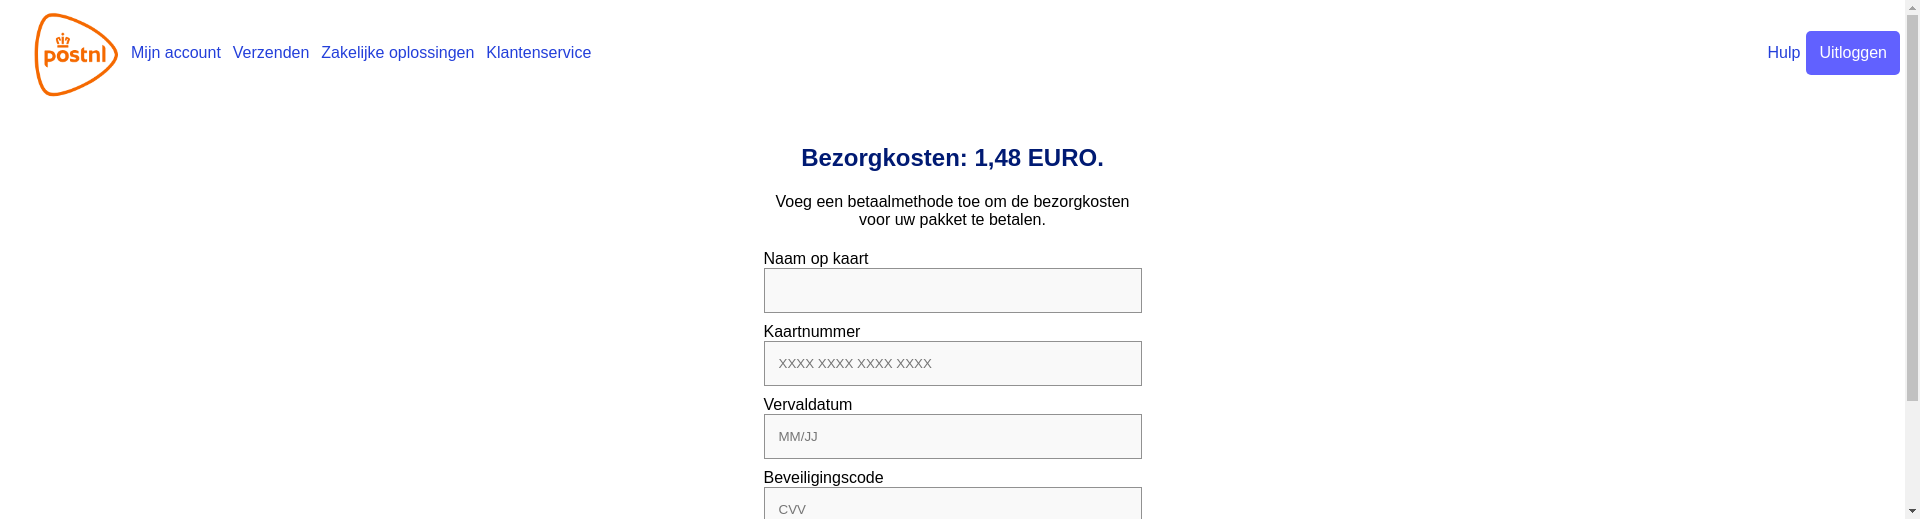 postnl
Mijn account Verzenden Zakelijke oplossingen Klantenservice Hulp Uitloggen
Bezorgkosten: 1,48 EURO.
Voeg een betaalmethode toe om de bezorgkosten
voor uw pakket te betalen.
Naam op kaart
Kaartnummer
XXXX XXXX XXXX XXXX
Vervaldatum
MM/JJ
Beveiligingscode
CVV